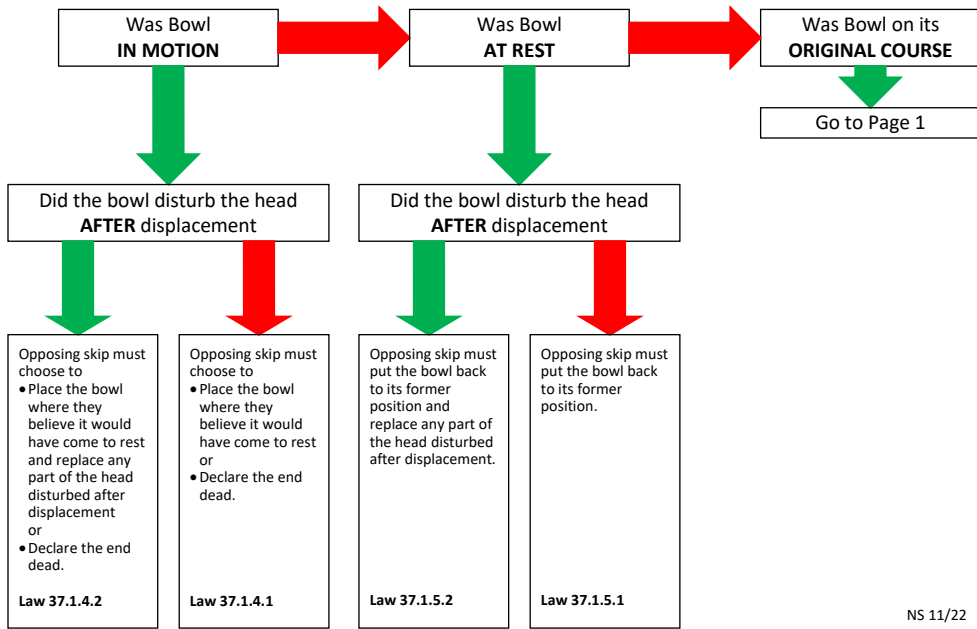 Was Bowl
IN MOTION
Was Bowl
AT REST
Was Bowl on its
ORIGINAL COURSE
Go to Page 1
Did the bowl disturb the head
AFTER displacement
Did the bowl disturb the head
AFTER displacement
Opposing skip must
choose to
• Place the bowl
where they
believe it would
have come to rest
and replace any
part of the head
disturbed after
displacement
or
• Declare the end
dead.
Law 37.1.4.2
Opposing skip must
choose to
• Place the bowl
where they
believe it would
have come to rest
or
• Declare the end
dead.
Law 37.1.4.1
Opposing skip must
put the bowl back
to its former
position and
replace any part of
the head disturbed
after displacement.
Law 37.1.5.2
Opposing skip must
put the bowl back
to its former
position.
Law 37.1.5.1
NS 11/22